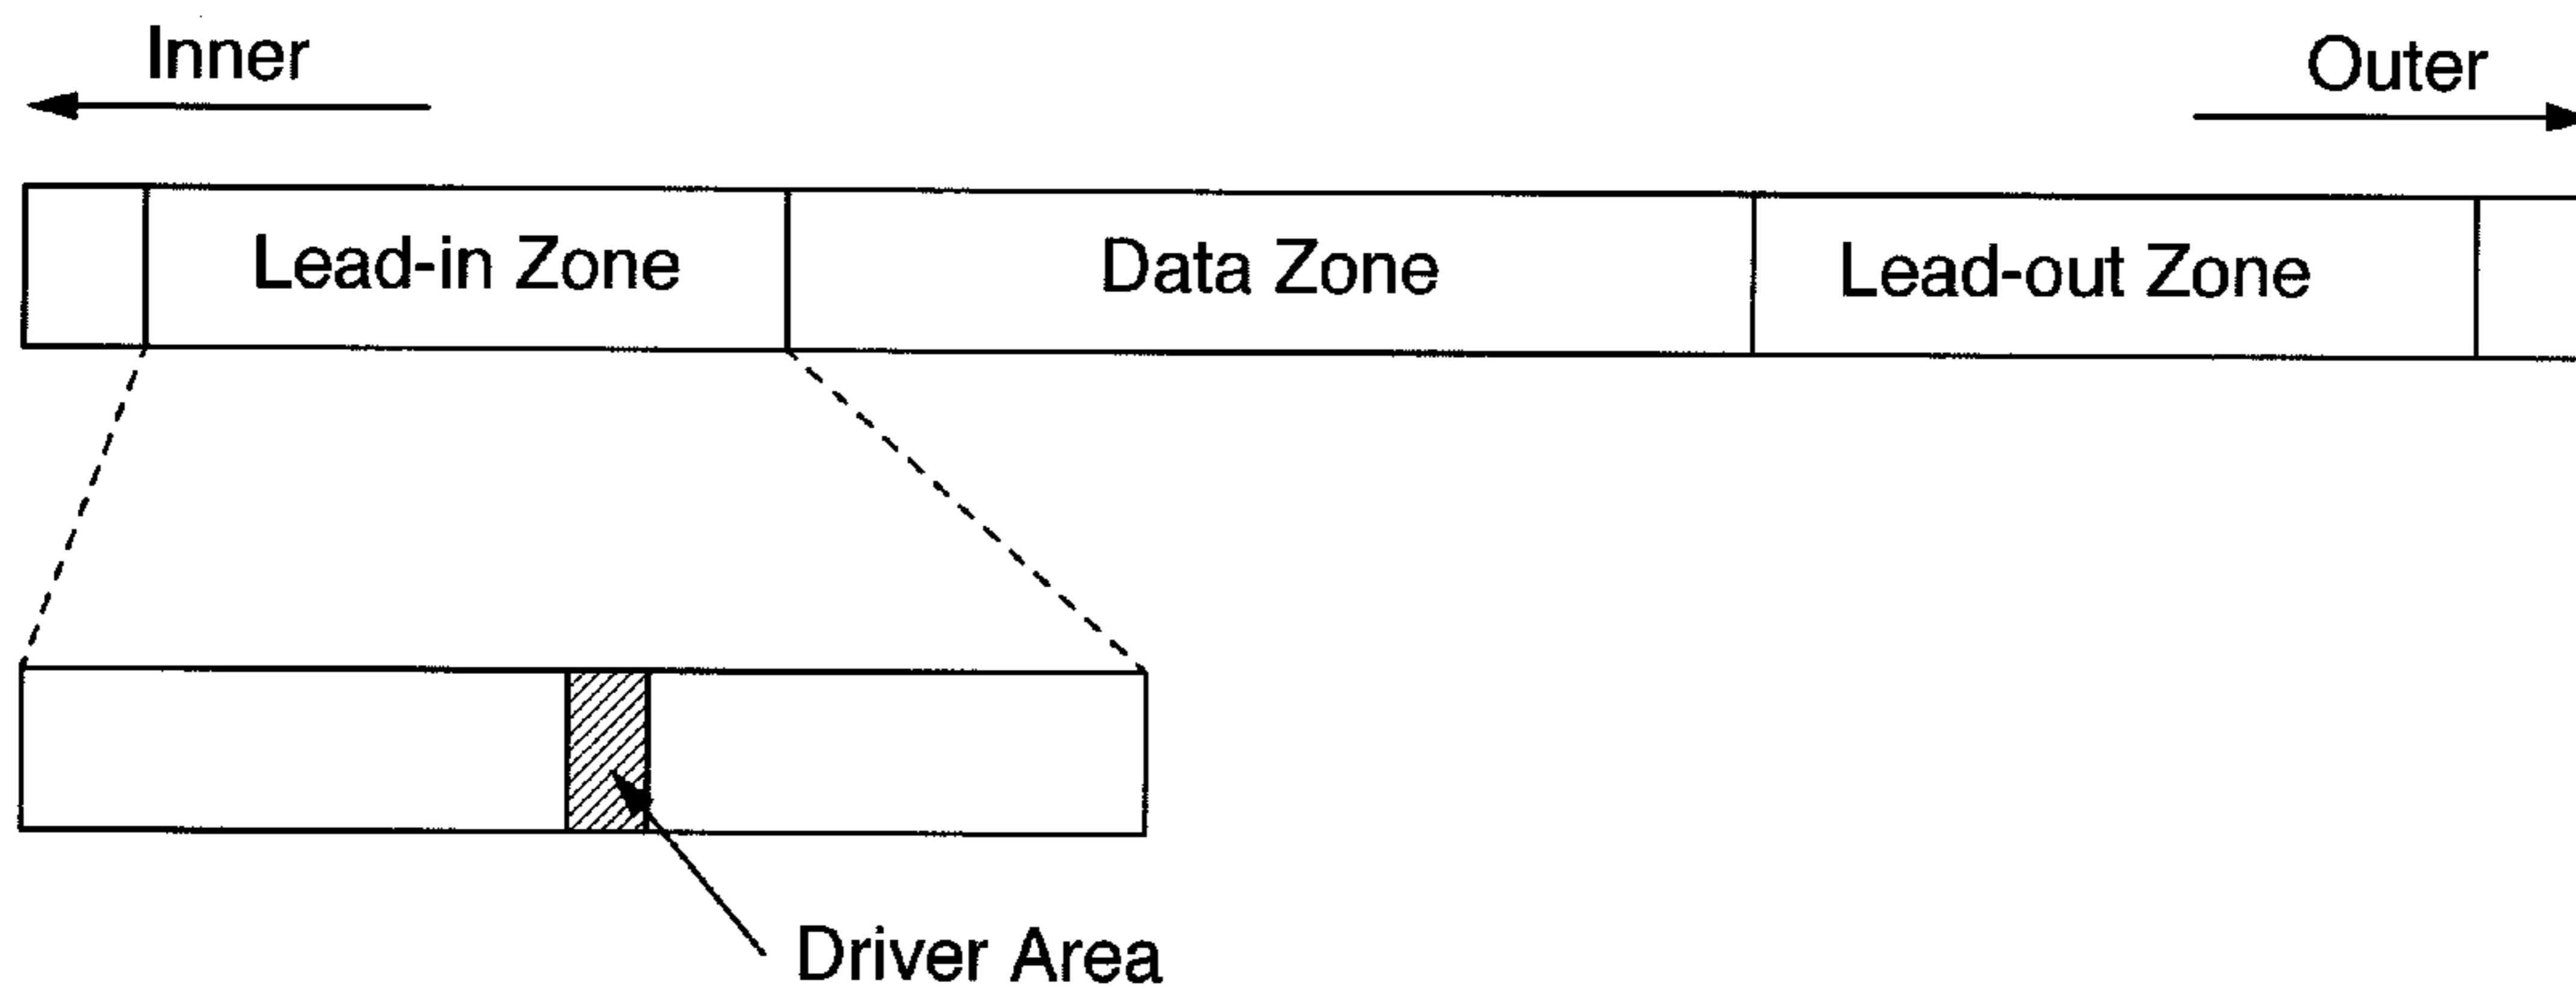 Inner
Outer
Lead-in Zone
Data Zone
Lead-out Zone
Driver Area